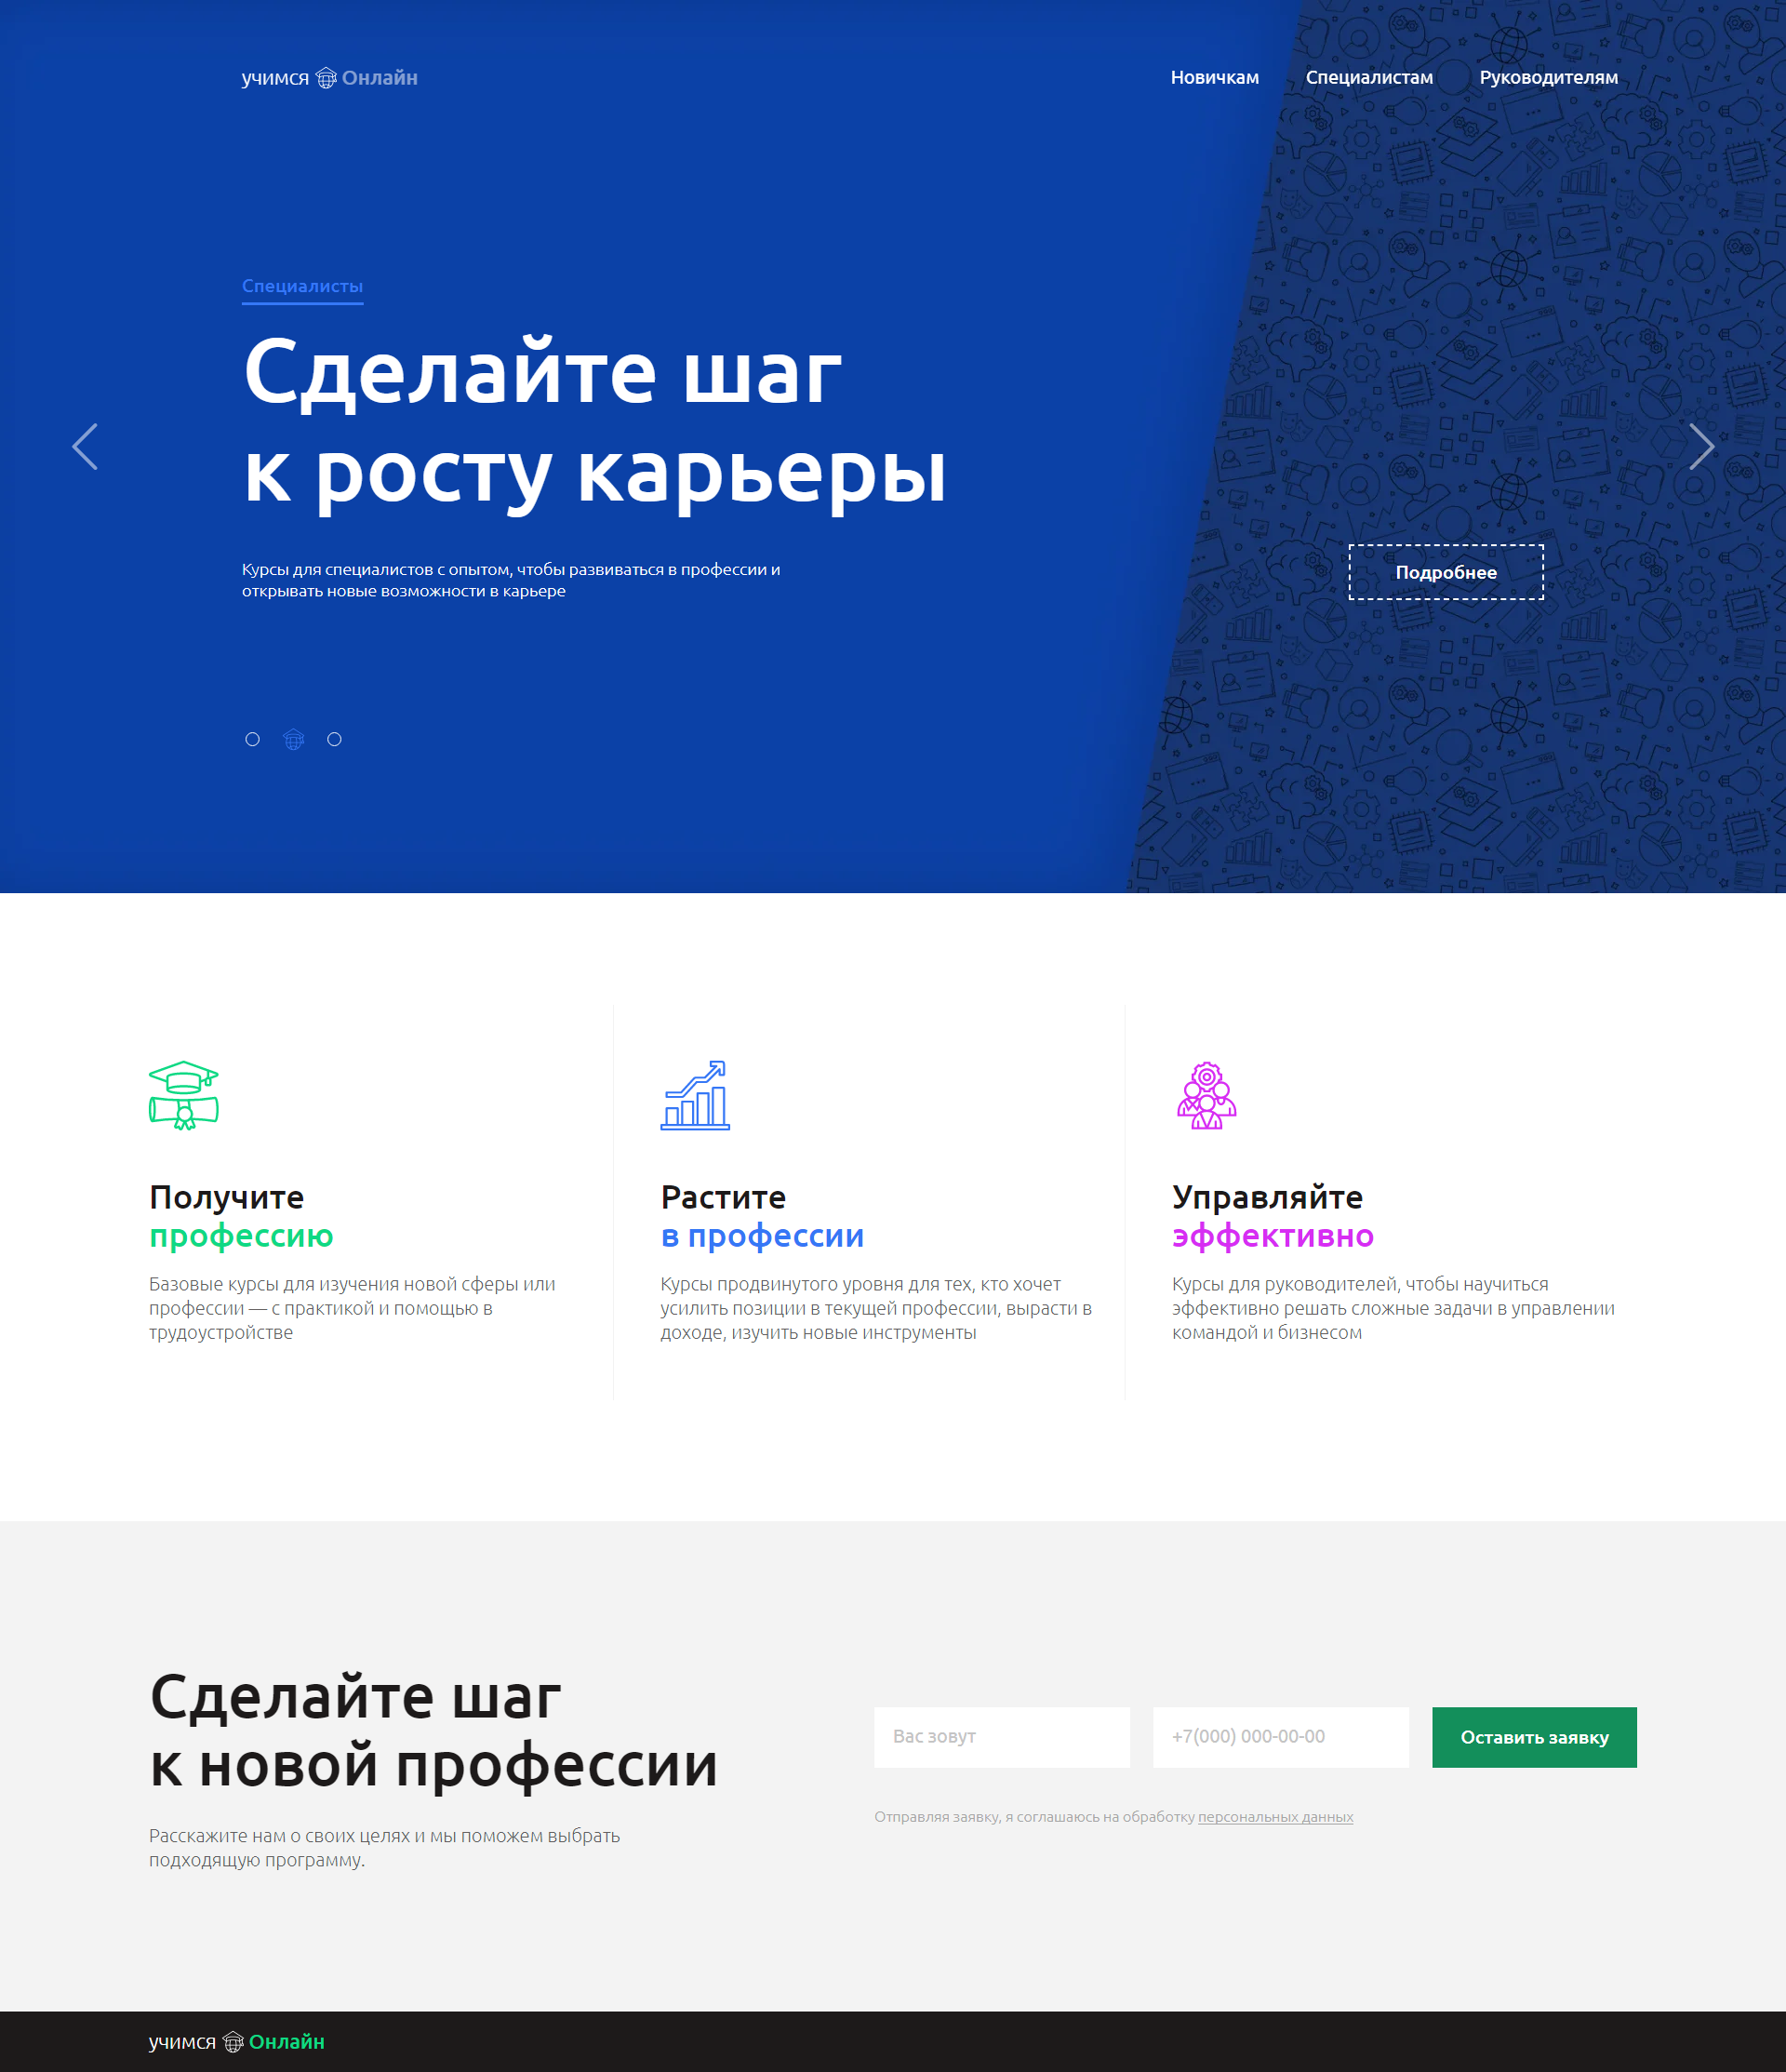 учимся Онлайн
Новичкам Специалистам Руководителям
Специалисты
Сделайте шаг
к росту карьеры
Курсы для специалистов с опытом, чтобы развиваться в профессии и
открывать новые возможности в карьере
Подробнее
Получите
профессию
Базовые курсы для изучения новой сферы или
профессии — с практикой и помощью в
трудоустройстве
Растите
в профессии
Курсы продвинутого уровня для тех, кто хочет
усилить позиции в текущей профессии, вырасти в
доходе, изучить новые инструменты
Управляйте
эффективно
Курсы для руководителей, чтобы научиться
эффективно решать сложные задачи в управлении
командой и бизнесом
Сделайте шаг
к новой профессии
Расскажите нам о своих целях и мы поможем выбрать
подходящую программу.
Вас зовут
+7(000) 000-00-00
Оставить заявку
Отправляя заявку, я соглашаюсь на обработку персональных данных
учимся Онлайн